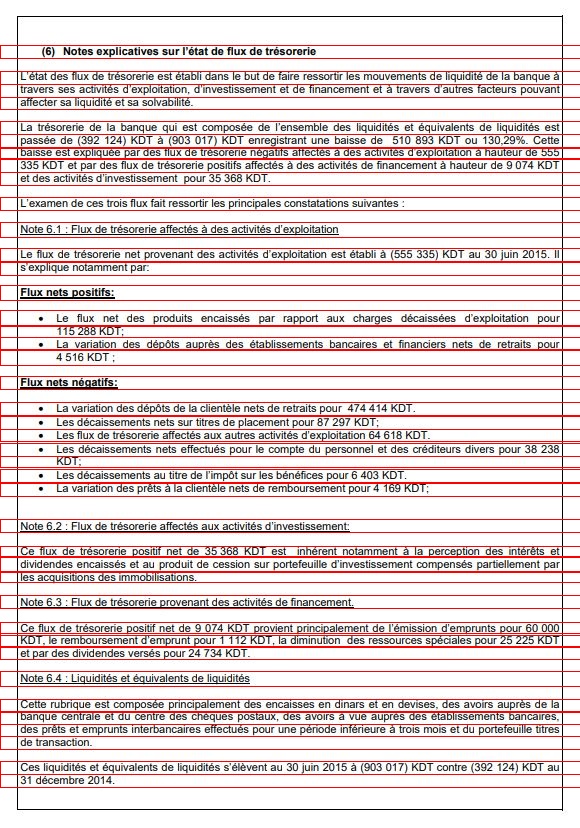 (6) Notes explicatives sur l’état de flux de trésorerie
L’état des flux de trésorerie est établi dans le but de faire ressortir les mouvements de liquidité de la banque à
travers ses activités d’exploitation, d’investissement et de financement et à travers d’autres facteurs pouvant
affecter sa liquidité et sa solvabilité.
La trésorerie de la banque qui est composée de l’ensemble des liquidités et équivalents de liquidités est
passée de (392 124) KDT à (903 017) KDT enregistrant une baisse de 510 893 KDT ou 130,29%. Cette
baisse est expliquée par des flux de trésorerie négatifs affectés à des activités d’exploitation à hauteur de 555
335 KDT et par des flux de trésorerie positifs affectés à des activités de financement à hauteur de 9 074 KDT
et des activités d’investissement pour 35 368 KDT.
L’examen de ces trois flux fait ressortir les principales constatations suivantes :
Note 6.1 : Flux de trésorerie affectés à des activités d’exploitation
Le flux de trésorerie net provenant des activités d’exploitation est établi à (555 335) KDT au 30 juin 2015. Il
s’explique notamment par:
Flux nets positifs:
• Le flux net des produits encaissés par rapport aux charges décaissées d’exploitation pour
115 288 KDT;
• La variation des dépôts auprès des établissements bancaires et financiers nets de retraits pour
4 516 KDT ;
Flux nets négatifs:
• La variation des dépôts de la clientèle nets de retraits pour 474 414 KDT.
• Les décaissements nets sur titres de placement pour 87 297 KDT;
• Les flux de trésorerie affectés aux autres activités d’exploitation 64 618 KDT.
• Les décaissements nets effectués pour le compte du personnel et des créditeurs divers pour 38 238
KDT;
• Les décaissements au titre de l’impôt sur les bénéfices pour 6 403 KDT.
• La variation des prêts à la clientèle nets de remboursement pour 4 169 KDT;
Note 6.2 : Flux de trésorerie affectés aux activités d’investissement:
Ce flux de trésorerie positif net de 35 368 KDT est inhérent notamment à la perception des intérêts et
dividendes encaissés et au produit de cession sur portefeuille d’investissement compensés partiellement par
les acquisitions des immobilisations.
Note 6.3 : Flux de trésorerie provenant des activités de financement.
Ce flux de trésorerie positif net de 9 074 KDT provient principalement de l’émission d’emprunts pour 60 000
KDT, le remboursement d’emprunt pour 1 112 KDT, la diminution des ressources spéciales pour 25 225 KDT
et par des dividendes versés pour 24 734 KDT.
Note 6.4 : Liquidités et équivalents de liquidités
Cette rubrique est composée principalement des encaisses en dinars et en devises, des avoirs auprès de la
banque centrale et du centre des chèques postaux, des avoirs à vue auprès des établissements bancaires,
des prêts et emprunts interbancaires effectués pour une période inférieure à trois mois et du portefeuille titres
de transaction.
Ces liquidités et équivalents de liquidités s’élèvent au 30 juin 2015 à (903 017) KDT contre (392 124) KDT au
31 décembre 2014.